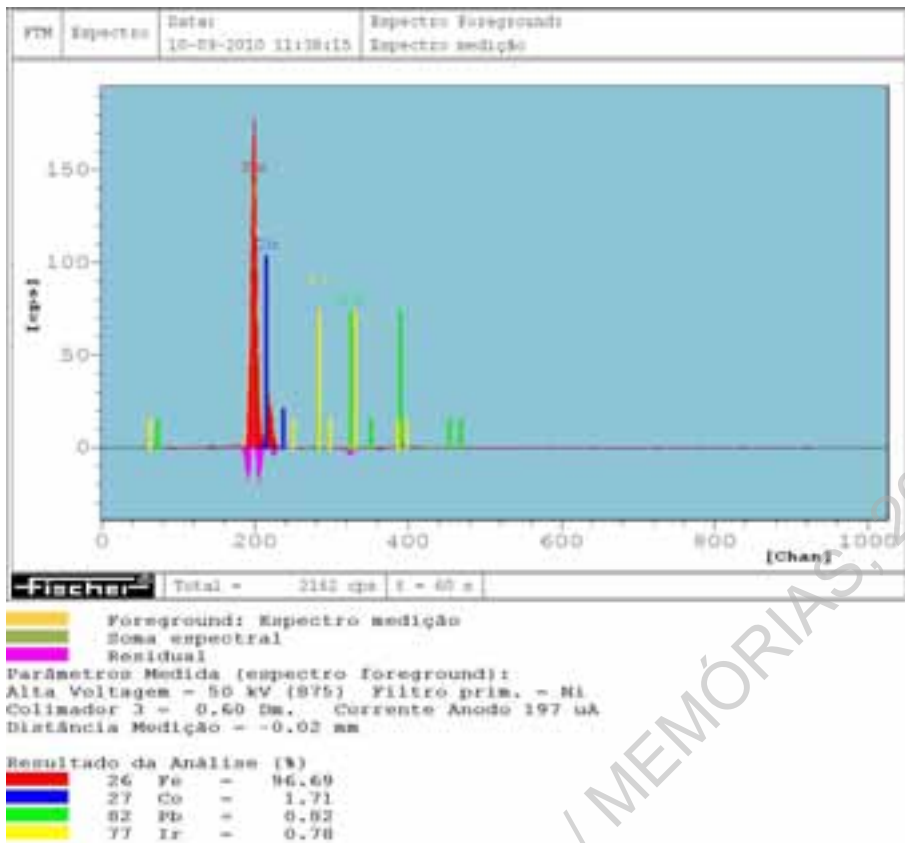 FTM Espectro Data: Espectro Foreground:
10-09-2010 11:38:15 Espectro medição
150
100
50
0
[cps]
0 200 400 600 800 1000
[Chan]
Fischer Total = 2162 cps t = 60 s
Foreground: Espectro medição
Soma espectral
Residual
Parâmetros Medida (espectro foreground):
Alta Voltagem = 50 kV (875) Filtro prim. = Ni
Colimador 3 = 0.60 Dm. Corrente Anodo 197 uA
Distância Medição = -0.02 mm
Resultado da Análise (%)
26 Fe = 96.69
27 Co = 1.71
82 Pb = 0.82
77 Ir = 0.78
/ MEMÓRIAS,